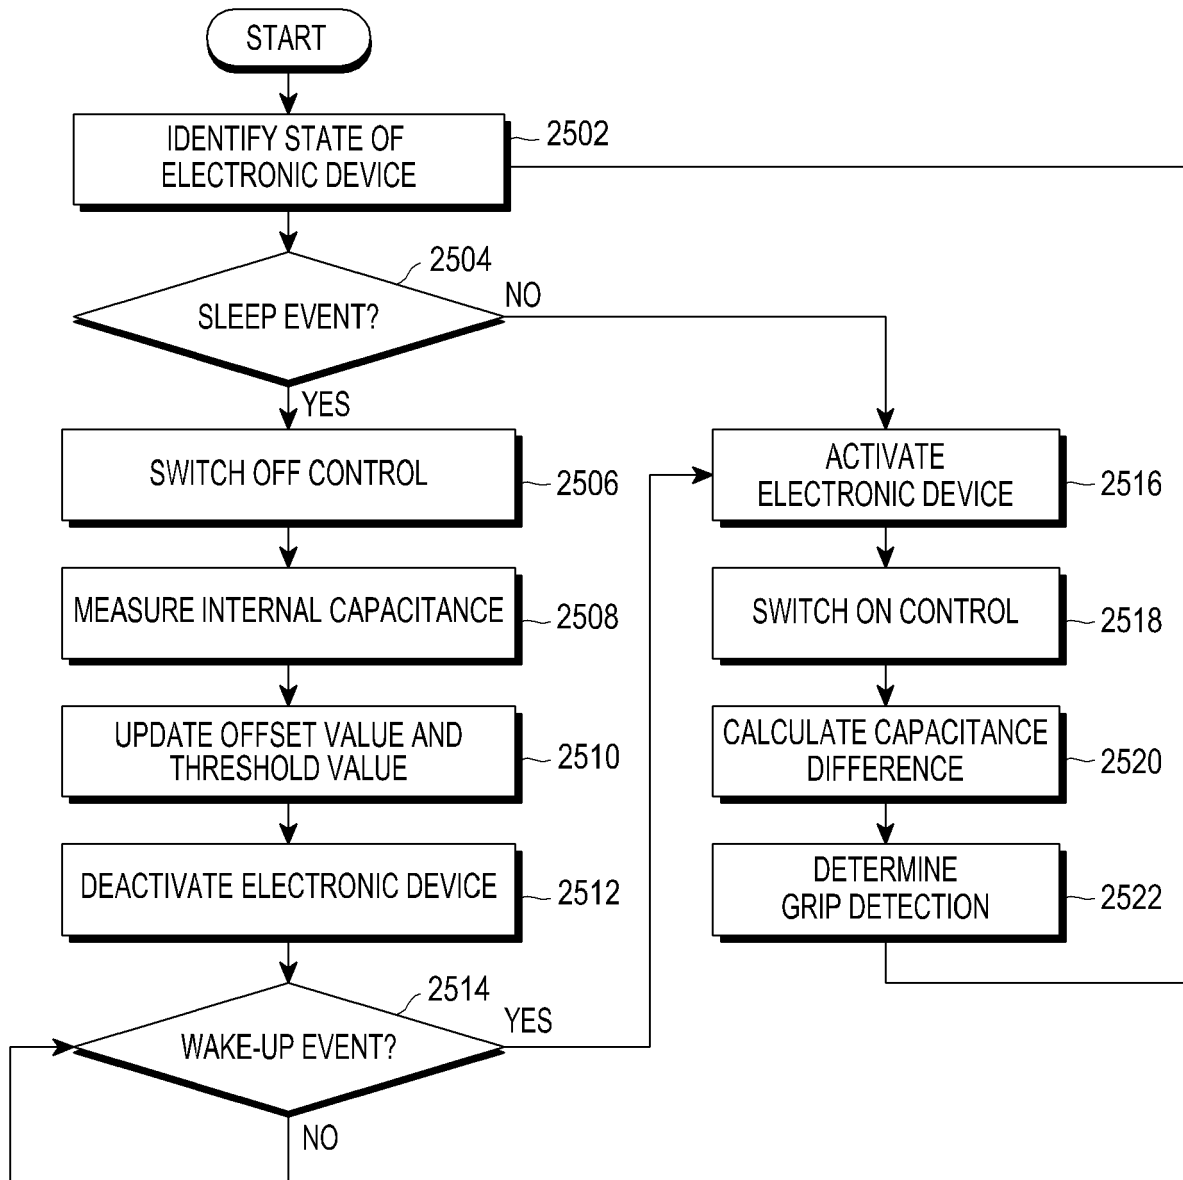 START
IDENTIFY STATE OF
ELECTRONIC DEVICE
2502
2504
SLEEP EVENT?
NO
YES
SWITCH OFF CONTROL
2506
MEASURE INTERNAL CAPACITANCE
2508
UPDATE OFFSET VALUE AND
THRESHOLD VALUE
2510
DEACTIVATE ELECTRONIC DEVICE
2512
2514
WAKE-UP EVENT?
YES
NO
ACTIVATE
ELECTRONIC DEVICE
2516
SWITCH ON CONTROL
2518
CALCULATE CAPACITANCE
DIFFERENCE
2520
DETERMINE
GRIP DETECTION
2522